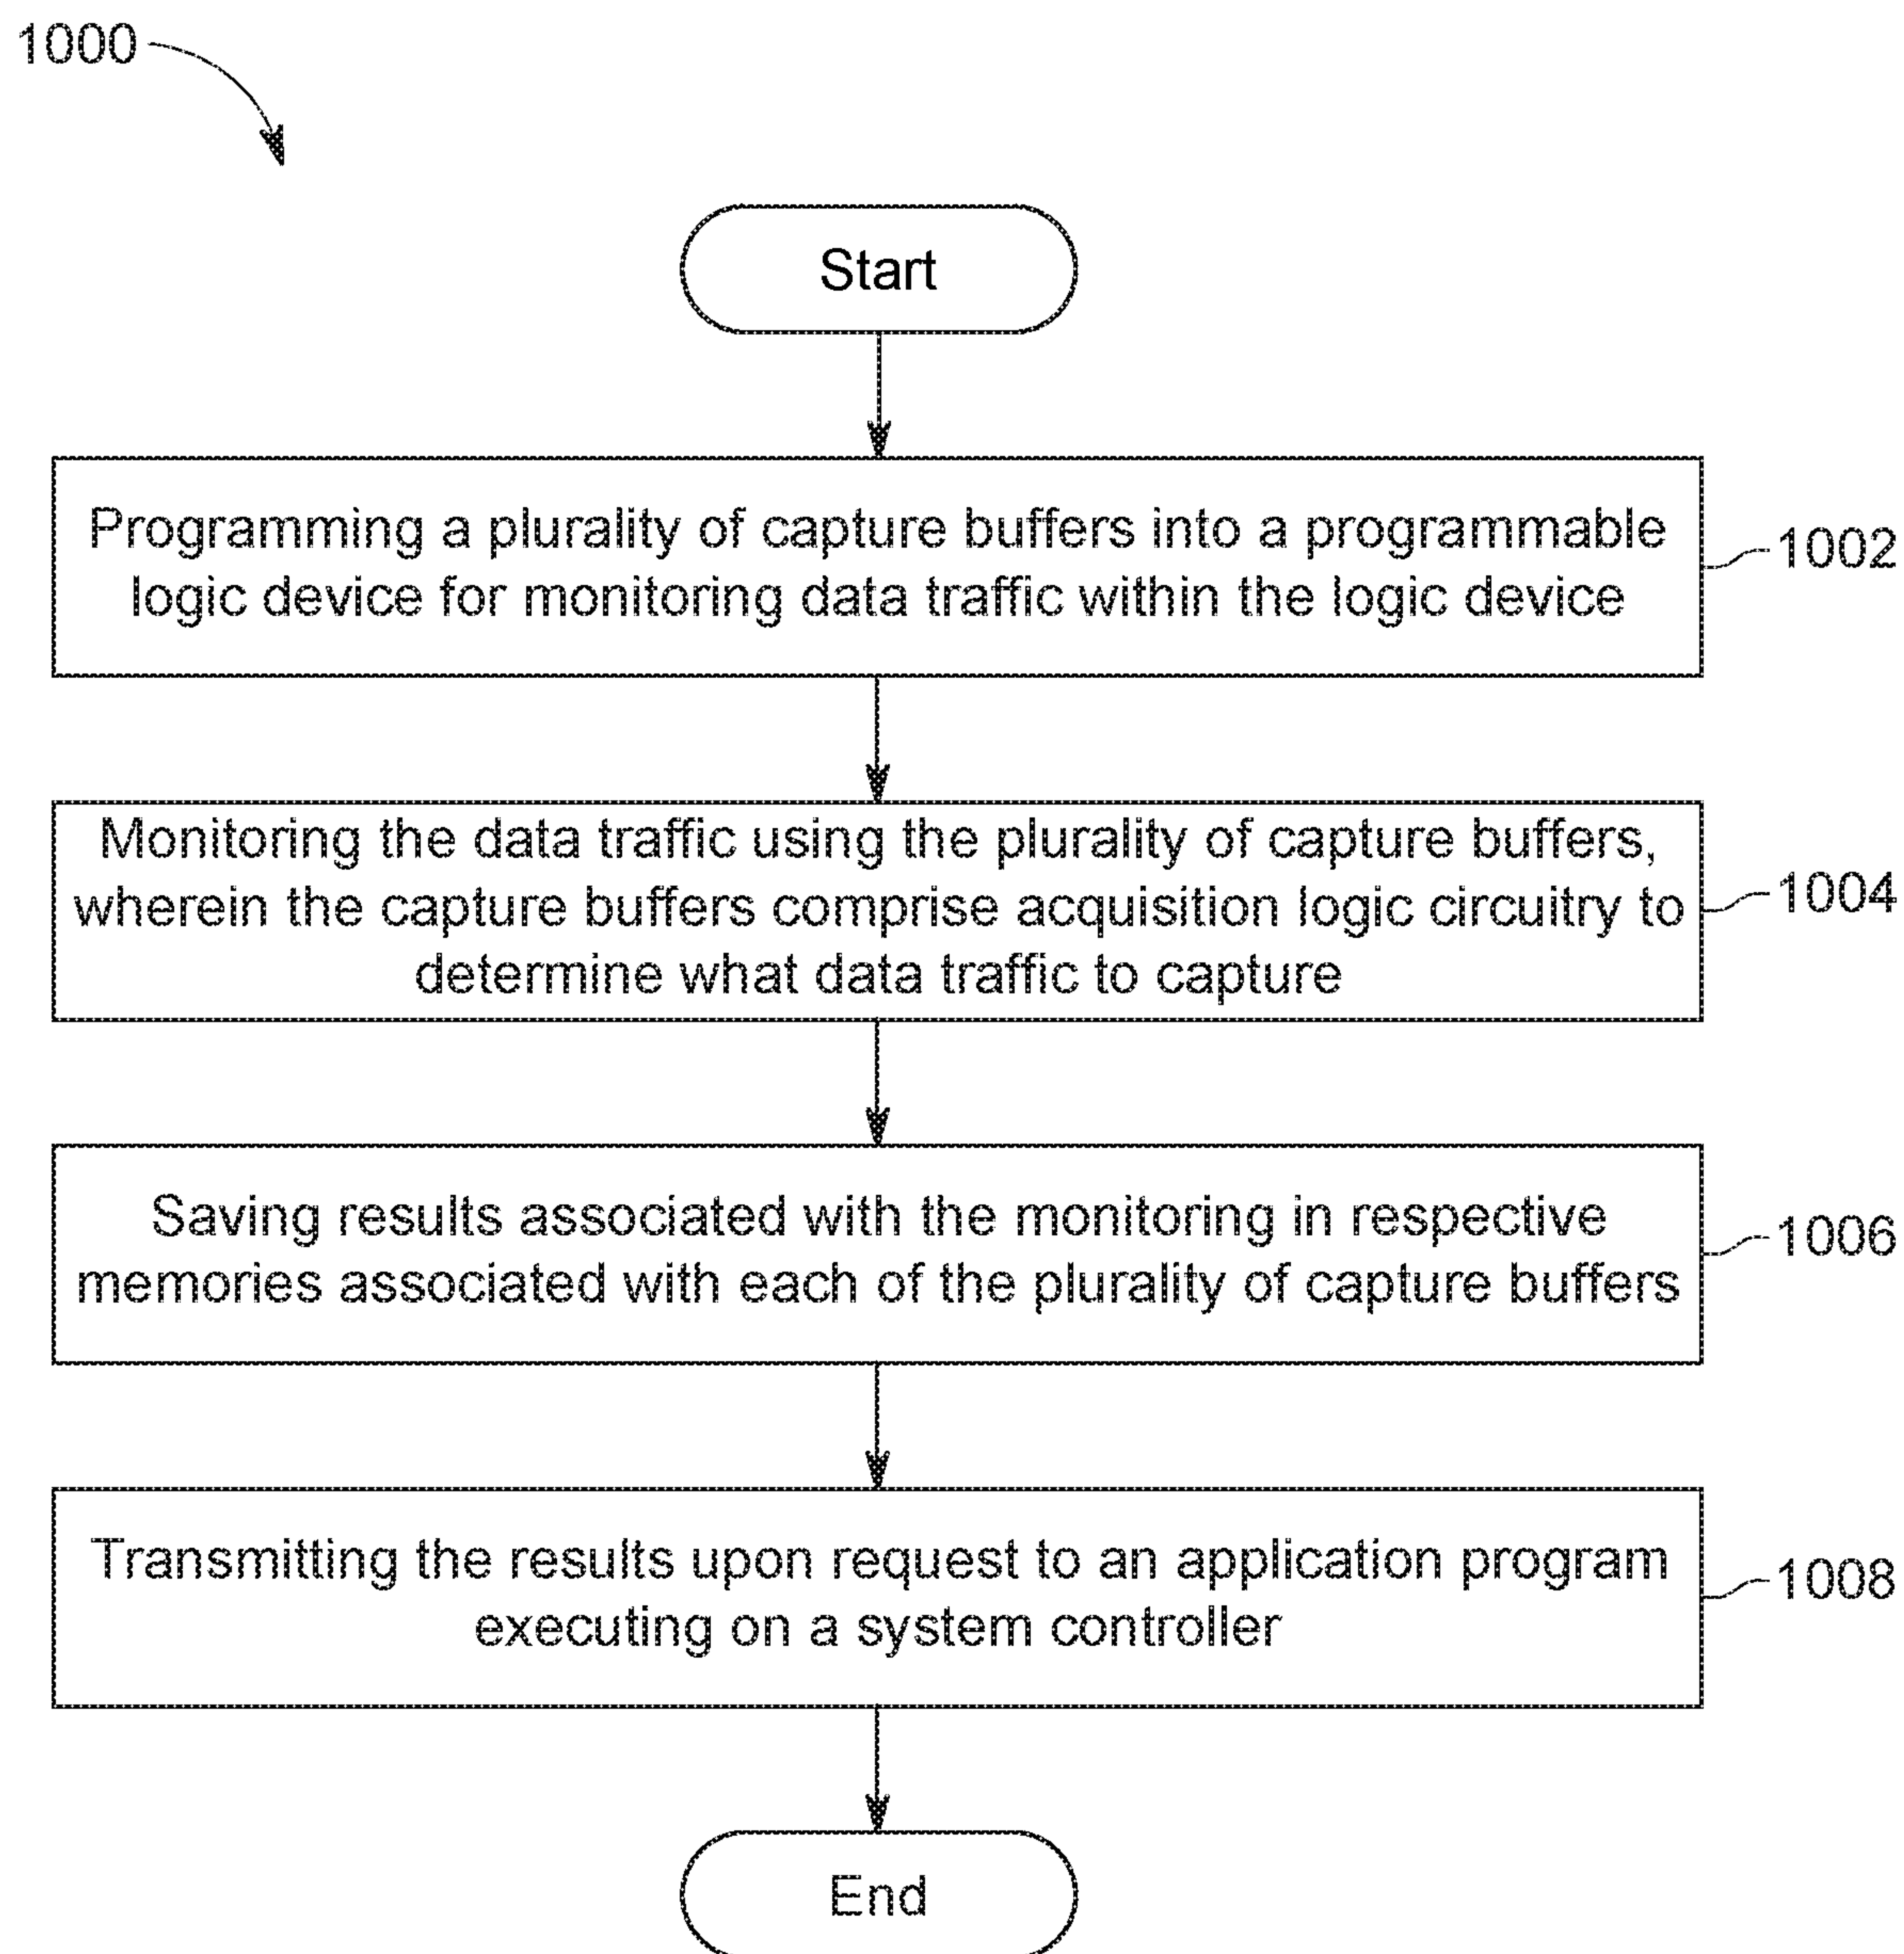 1000
Start
Programming a plurality of capture buffers into a programmable
logic device for monitoring data traffic within the logic device
1002
Monitoring the data traffic using the plurality of capture buffers,
wherein the capture buffers comprise acquisition logic circuitry to
determine what data traffic to capture
1004
Saving results associated with the monitoring in respective
memories associated with each of the plurality of capture buffers
1006
Transmitting the results upon request to an application program
executing on a system controller
1008
End